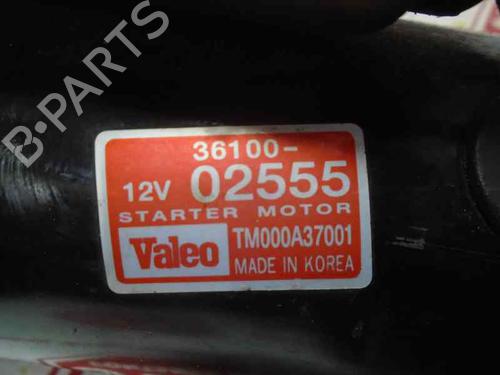 B-PARTS
36100-
12V 02555
STARTER MOTOR
Valeo TM000A37001
MADE IN KOREA